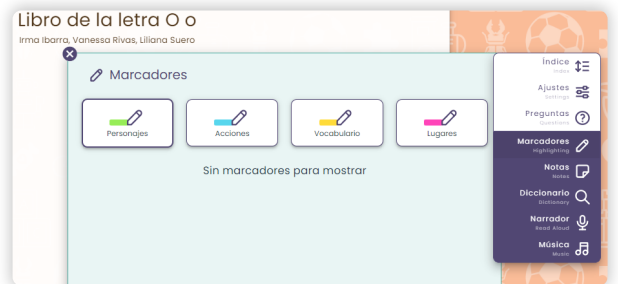 Libro de la letra O o
Irma Ibarra, Vanessa Rivas, Liliana Suero
Marcadores
Personajes
Acciones
Vocabulario
Lugares
Sin marcadores para mostrar
Índice
Index
Ajustes
Settings
Preguntas
Questions
Marcadores
Highlighting
Notas
Notes
Diccionario
Dictionary
Narrador
Read Aloud
Música
Music